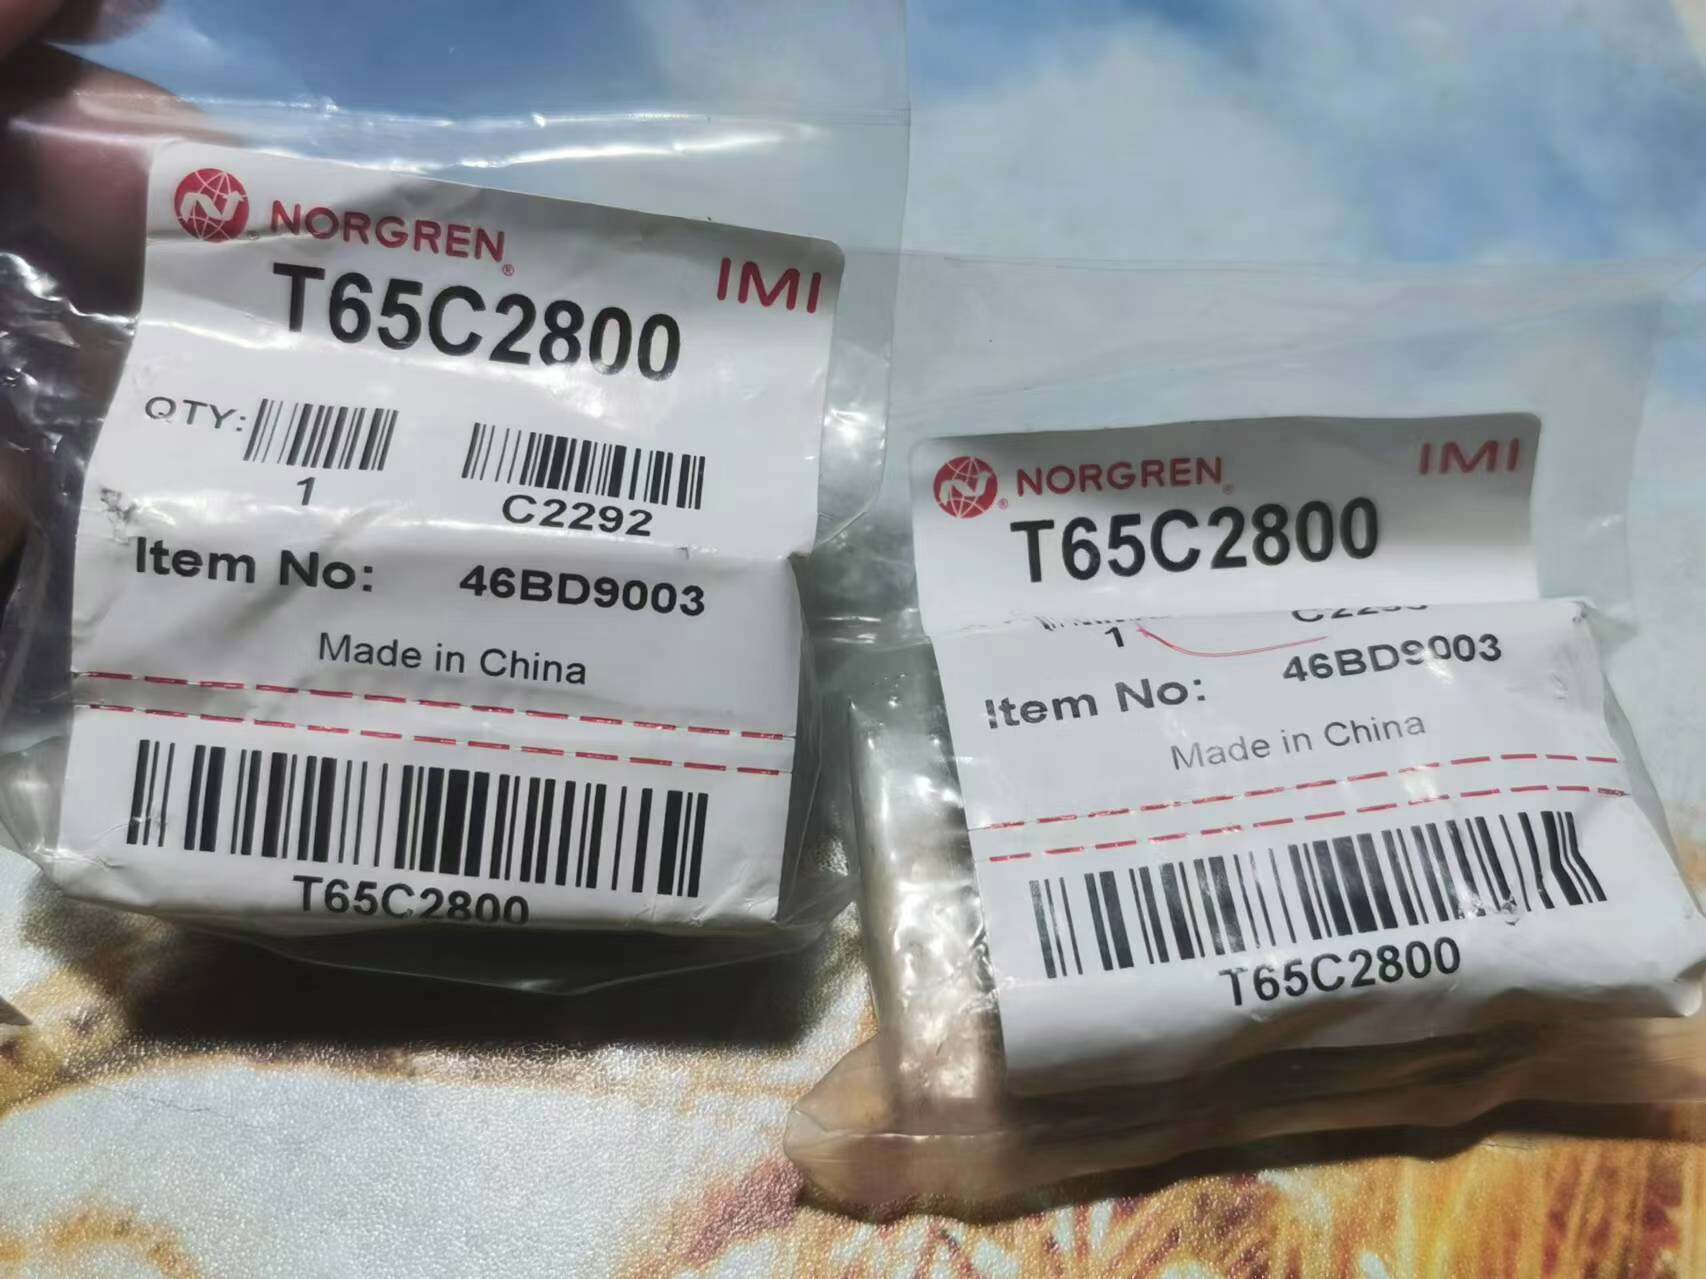 NORGREN
IMI
T65C2800
QTY:
1
C2292
Item No: 46BD9003
Made in China
T65C2800
NORGREN
IMI
T65C2800
1
Item No: 46BD9003
Made in China
T65C2800